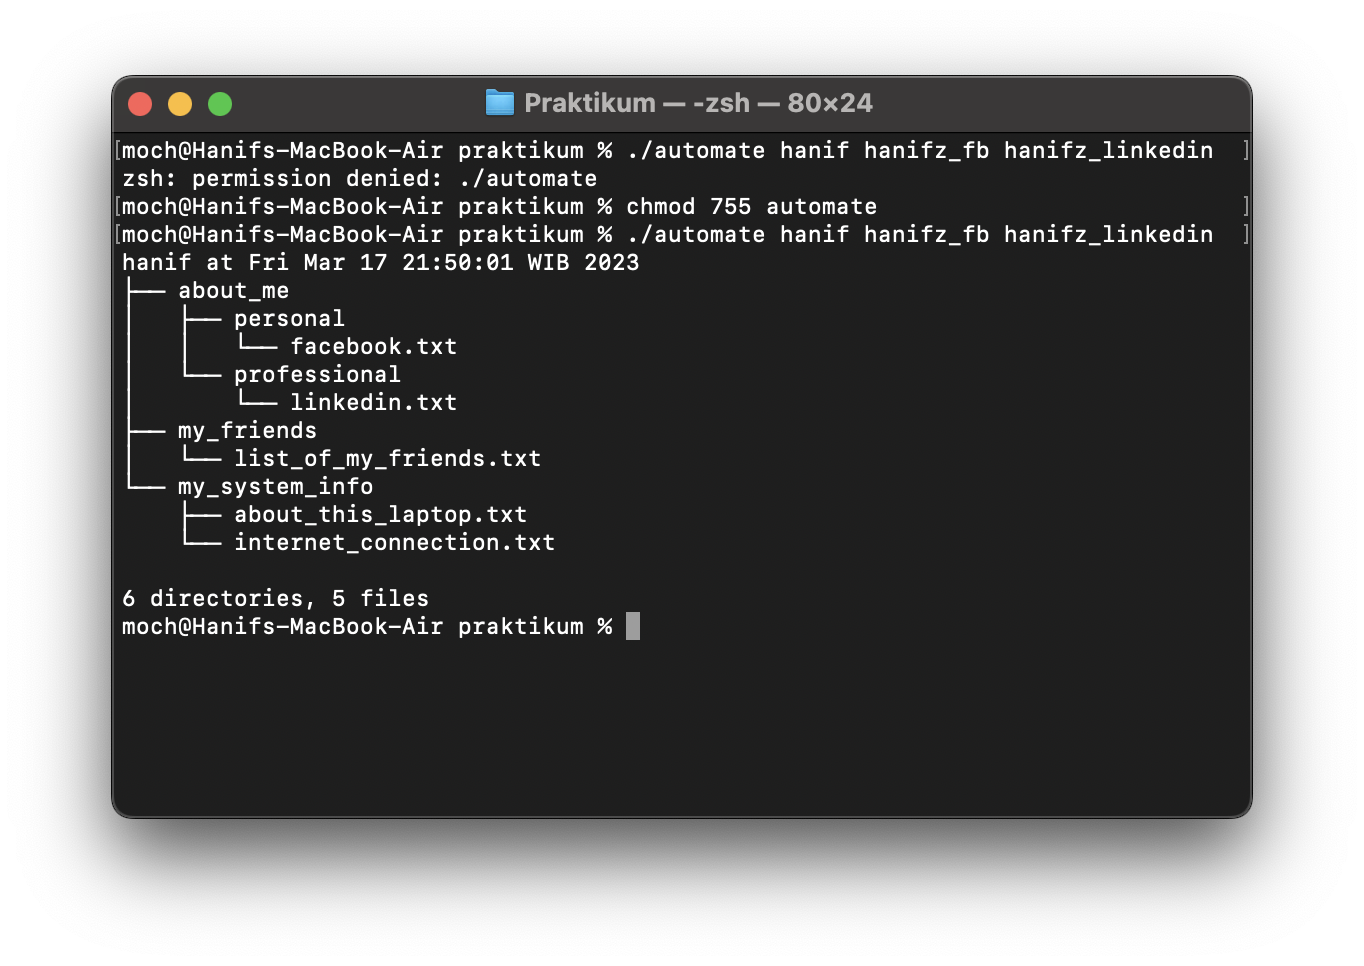 Praktikum — -zsh — 80×24
[moch@Hanifs-MacBook-Air praktikum % ./automate hanif hanifz_fb hanifz_linkedin ]
zsh: permission denied: ./automate
[moch@Hanifs-MacBook-Air praktikum % chmod 755 automate ]
[moch@Hanifs-MacBook-Air praktikum % ./automate hanif hanifz_fb hanifz_linkedin ]
hanif at Fri Mar 17 21:50:01 WIB 2023
├── about_me
│   ├── personal
│   │   └── facebook.txt
│   └── professional
│       └── linkedin.txt
├── my_friends
│   └── list_of_my_friends.txt
└── my_system_info
    ├── about_this_laptop.txt
    └── internet_connection.txt
6 directories, 5 files
moch@Hanifs-MacBook-Air praktikum %